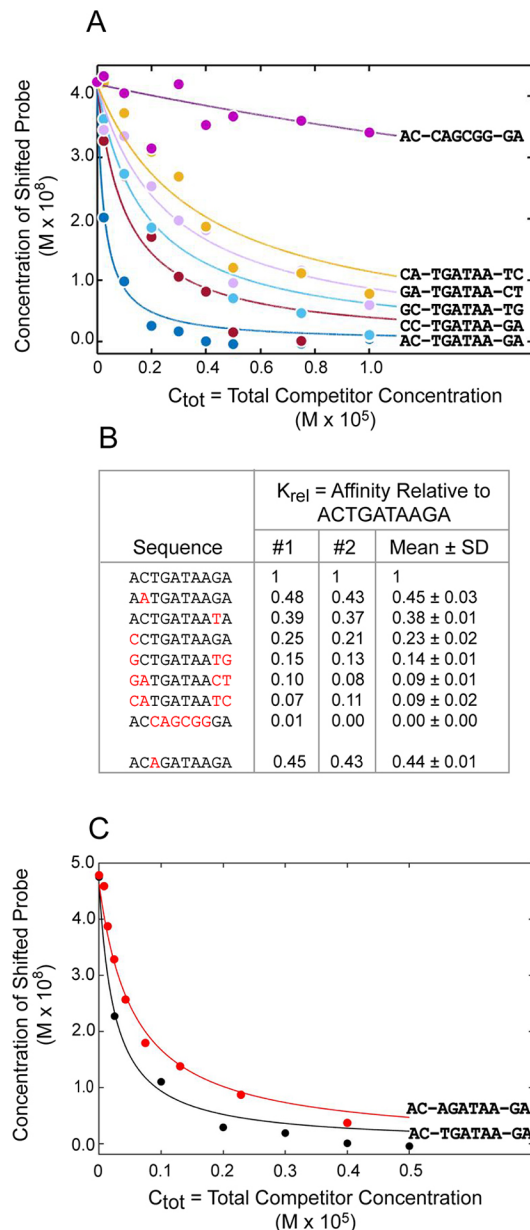 A
Concentration of Shifted Probe
(M x 10⁸)
4.0
3.0
2.0
1.0
0.0
AC-CAGCGG-GA
CA-TGATAA-TC
GA-TGATAA-CT
GC-TGATAA-TG
CC-TGATAA-GA
AC-TGATAA-GA
0 0.2 0.4 0.6 0.8 1.0
Ctot = Total Competitor Concentration
(M x 10⁵)
B
Krel = Affinity Relative to
ACTGATAAGA
Sequence #1 #2 Mean ± SD
ACTGATAAGA 1 1 1
AATGATAAGA 0.48 0.43 0.45 ± 0.03
ACTGATAATA 0.39 0.37 0.38 ± 0.01
CCTGATAAGA 0.25 0.21 0.23 ± 0.02
GCTGATAATG 0.15 0.13 0.14 ± 0.01
GATGATAACT 0.10 0.08 0.09 ± 0.01
CATGATAATC 0.07 0.11 0.09 ± 0.02
ACCAGCGGGA 0.01 0.00 0.00 ± 0.00
ACAGATAAGA 0.45 0.43 0.44 ± 0.01
C
Concentration of Shifted Probe
(M x 10⁸)
5.0
4.0
3.0
2.0
1.0
0.0
AC-AGATAA-GA
AC-TGATAA-GA
0 0.1 0.2 0.3 0.4 0.5
Ctot = Total Competitor Concentration
(M x 10⁵)